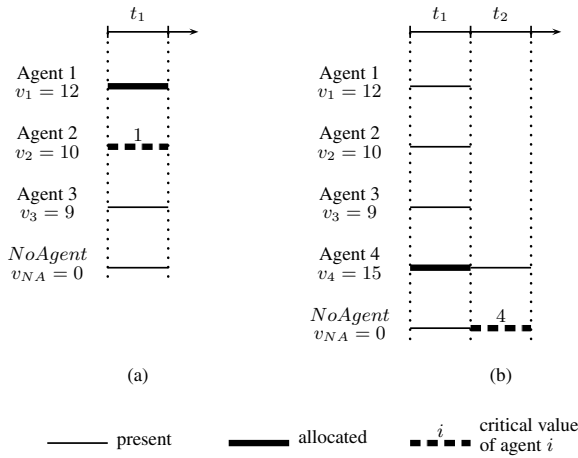 t₁
t₁ t₂
Agent 1
v₁ = 12
Agent 2
v₂ = 10
1
Agent 3
v₃ = 9
NoAgent
v_NA = 0
(a)
Agent 1
v₁ = 12
Agent 2
v₂ = 10
Agent 3
v₃ = 9
Agent 4
v₄ = 15
NoAgent
v_NA = 0
4
(b)
present
allocated
i
critical value
of agent i